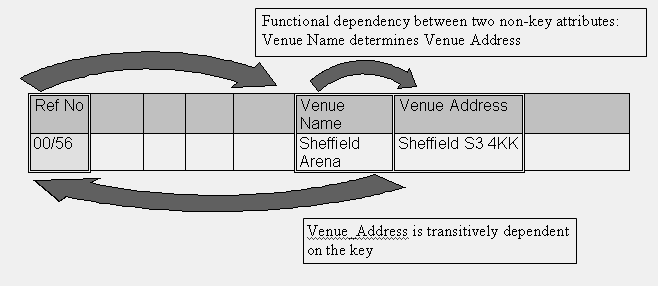 Functional dependency between two non-key attributes:
Venue Name determines Venue Address
Ref No
Venue
Name
Venue Address
00/56
Sheffield
Arena
Sheffield S3 4KK
Venue_Address is transitively dependent
on the key